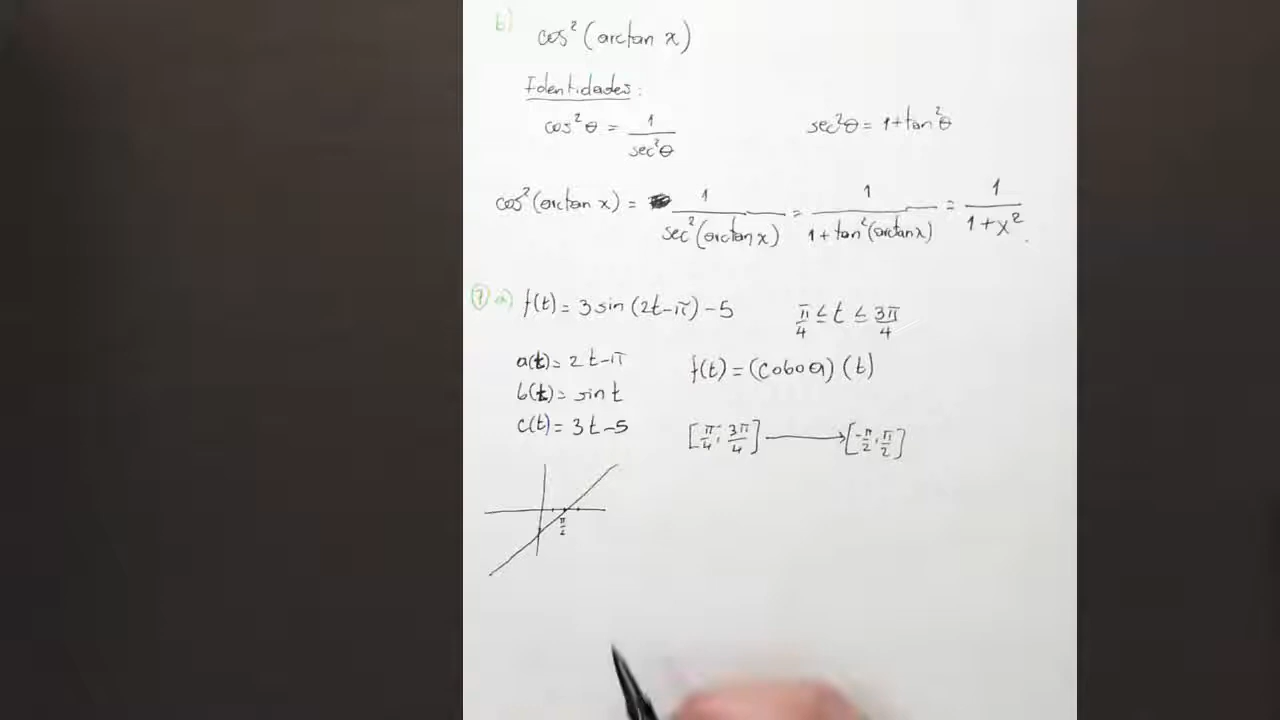 b)
cos²(arctan x)
Identidades:
cos²θ = 1/sec²θ    sec²θ = 1+tan²θ
cos²(arctan x) = 1/sec²(arctan x) = 1/1+tan²(arctan x) = 1/1+x².
7 a) f(t) = 3 sin (2t-π) -5    π/4 ≤ t ≤ 3π/4
a(t) = 2t-π    f(t) = (c∘b∘a)(t)
b(t) = sin t
c(t) = 3t-5    [π/4; 3π/4] → [-π/2, π/2]
π/2